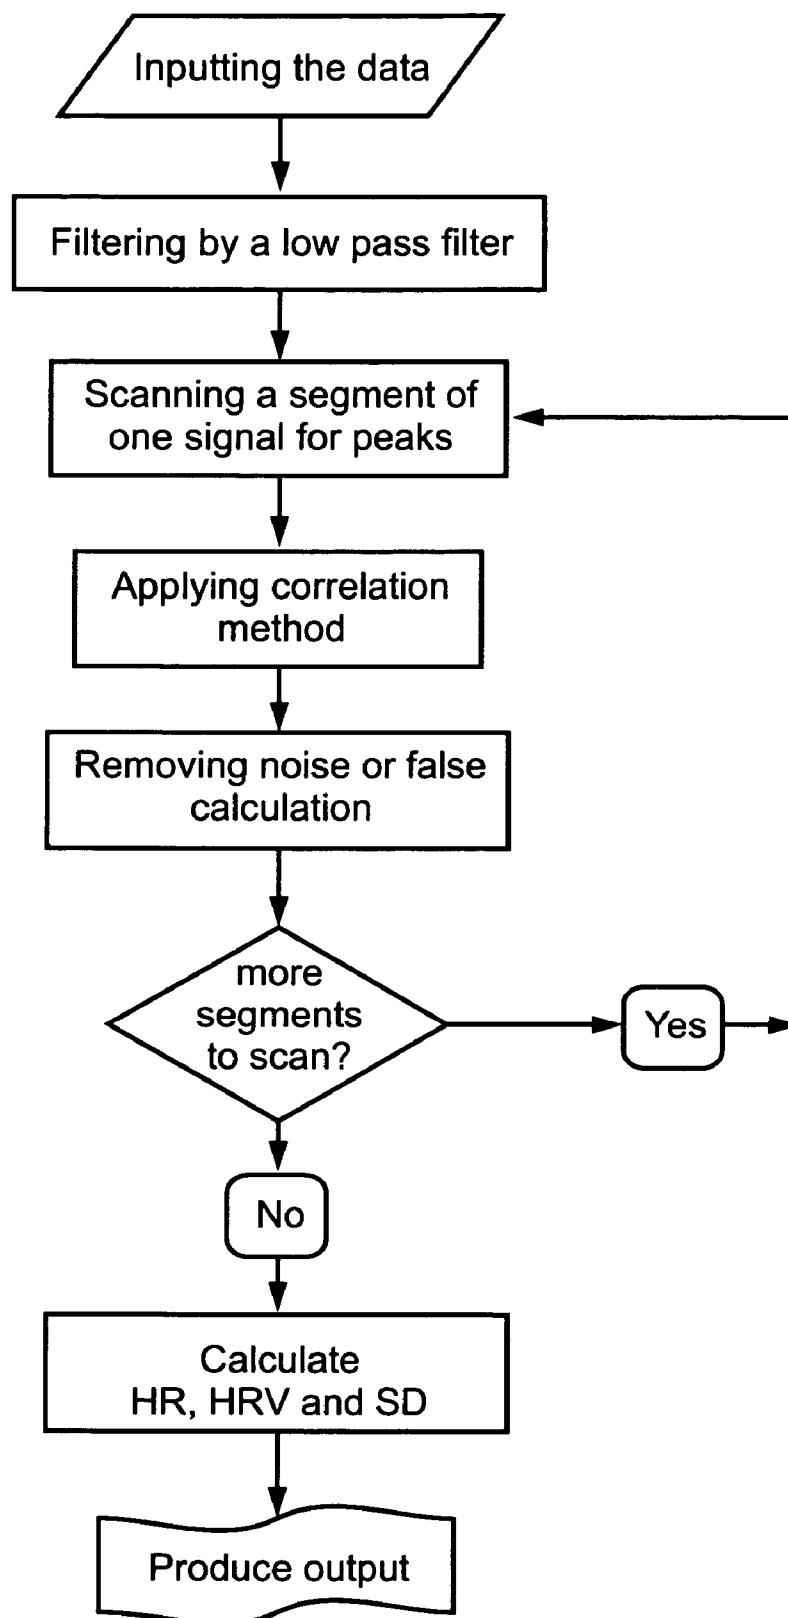 Inputting the data
Filtering by a low pass filter
Scanning a segment of
one signal for peaks
Applying correlation
method
Removing noise or false
calculation
more
segments
to scan?
Yes
No
Calculate
HR, HRV and SD
Produce output